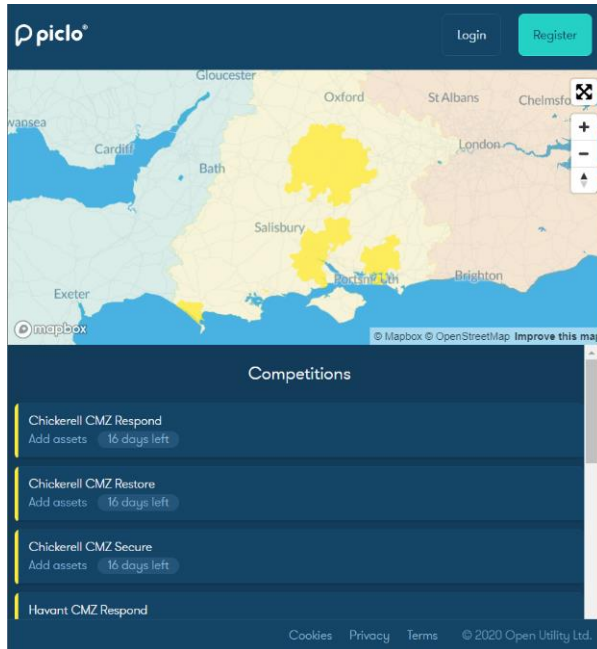 piclo®
Login
Register
Gloucester
Oxford
St Albans
Chelmsfo
wansea
Cardiff
London
Bath
Salisbury
Portsmouth
Brighton
Exeter
mapbox
© Mapbox © OpenStreetMap Improve this map
Competitions
Chickerell CMZ Respond
Add assets 16 days left
Chickerell CMZ Restore
Add assets 16 days left
Chickerell CMZ Secure
Add assets 16 days left
Havant CMZ Respond
Cookies Privacy Terms © 2020 Open Utility Ltd.